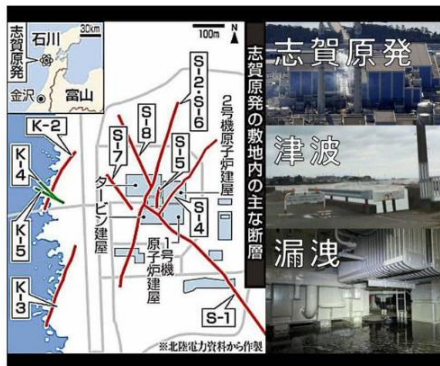 志賀原発
石川
30km
金沢
富山
100m
N
K-2
K-4
K-5
K-3
S-2・S-6
S-8
S-7
S-5
S-4
S-1
2号機原子炉建屋
タービン建屋
1号機
原子炉建屋
※北陸電力資料から作製
志賀原発の敷地内の主な断層
志賀原発
津波
漏洩